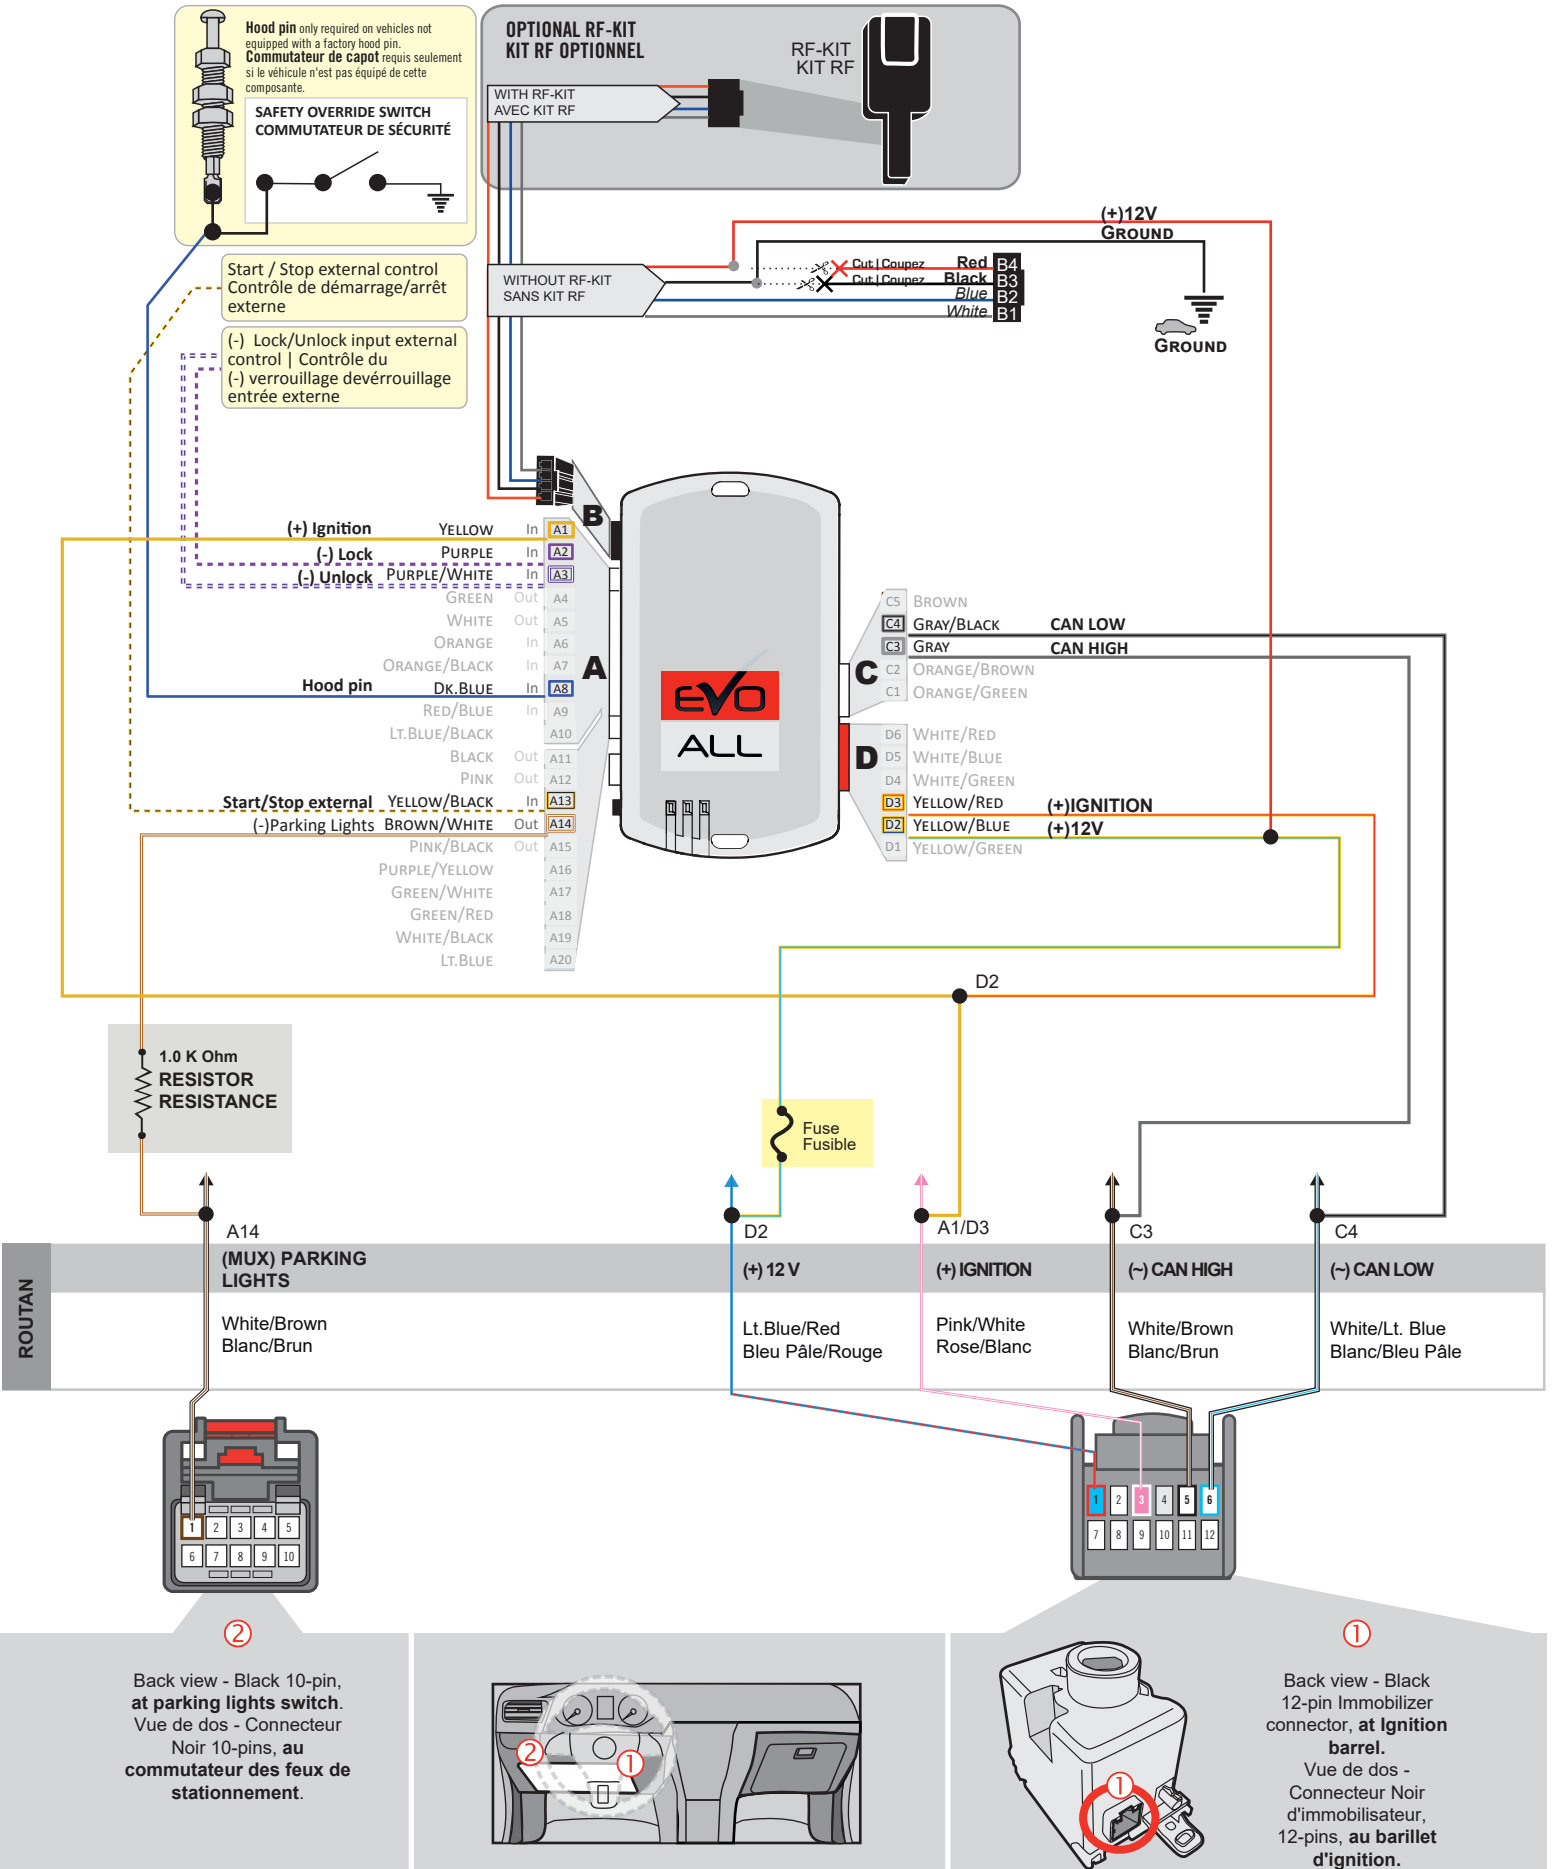 Hood pin only required on vehicles not
equipped with a factory hood pin.
Commutateur de capot requis seulement
si le véhicule n'est pas équipé de cette
composante.
SAFETY OVERRIDE SWITCH
COMMUTATEUR DE SÉCURITÉ
OPTIONAL RF-KIT
KIT RF OPTIONNEL
RF-KIT
KIT RF
WITH RF-KIT
AVEC KIT RF
Start / Stop external control
Contrôle de démarrage/arrêt
externe
(-) Lock/Unlock input external
control | Contrôle du
(-) verrouillage devérrouillage
entrée externe
WITHOUT RF-KIT
SANS KIT RF
(+)12V
GROUND
Cut | Coupez Red B4
Cut | Coupez Black B3
Blue B2
White B1
GROUND
B
(+) Ignition YELLOW In A1
(-) Lock PURPLE In A2
(-) Unlock PURPLE/WHITE In A3
GREEN Out A4
WHITE Out A5
ORANGE In A6
ORANGE/BLACK In A7
Hood pin DK.BLUE In A8
RED/BLUE In A9
LT.BLUE/BLACK A10
BLACK Out A11
PINK Out A12
Start/Stop external YELLOW/BLACK In A13
(-)Parking Lights BROWN/WHITE Out A14
PINK/BLACK Out A15
PURPLE/YELLOW A16
GREEN/WHITE A17
GREEN/RED A18
WHITE/BLACK A19
LT.BLUE A20
A
EVO
ALL
C
C5 BROWN
C4 GRAY/BLACK CAN LOW
C3 GRAY CAN HIGH
C2 ORANGE/BROWN
C1 ORANGE/GREEN
D
D6 WHITE/RED
D5 WHITE/BLUE
D4 WHITE/GREEN
D3 YELLOW/RED (+)IGNITION
D2 YELLOW/BLUE (+)12V
D1 YELLOW/GREEN
D2
1.0 K Ohm
RESISTOR
RESISTANCE
Fuse
Fusible
A14
D2
A1/D3
C3
C4
ROUTAN
(MUX) PARKING
LIGHTS
(+) 12 V
(+) IGNITION
(~) CAN HIGH
(~) CAN LOW
White/Brown
Blanc/Brun
Lt.Blue/Red
Bleu Pâle/Rouge
Pink/White
Rose/Blanc
White/Brown
Blanc/Brun
White/Lt. Blue
Blanc/Bleu Pâle
1 2 3 4 5
6 7 8 9 10
1 2 3 4 5 6
7 8 9 10 11 12
2
Back view - Black 10-pin,
at parking lights switch.
Vue de dos - Connecteur
Noir 10-pins, au
commutateur des feux de
stationnement.
2
1
1
1
Back view - Black
12-pin Immobilizer
connector, at Ignition
barrel.
Vue de dos -
Connecteur Noir
d'immobilisateur,
12-pins, au barillet
d'ignition.